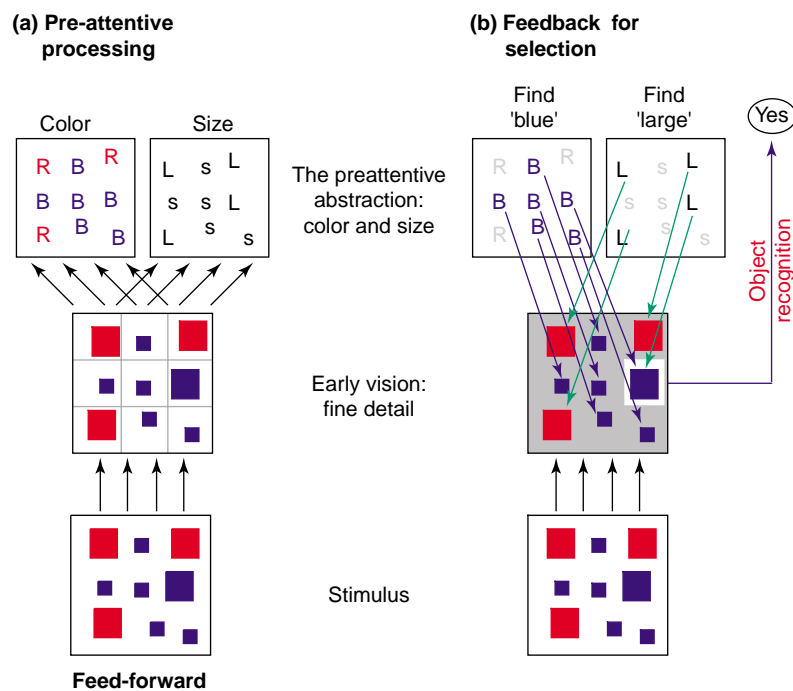 (a) Pre-attentive
processing
(b) Feedback for
selection
Color
Size
Find
'blue'
Find
'large'
Yes
R B R
B B B
R B B
L s L
s s L
L s s
The preattentive
abstraction:
color and size
R B R
B B B
R B B
L s L
s s L
L s s
Object
recognition
Early vision:
fine detail
Stimulus
Feed-forward